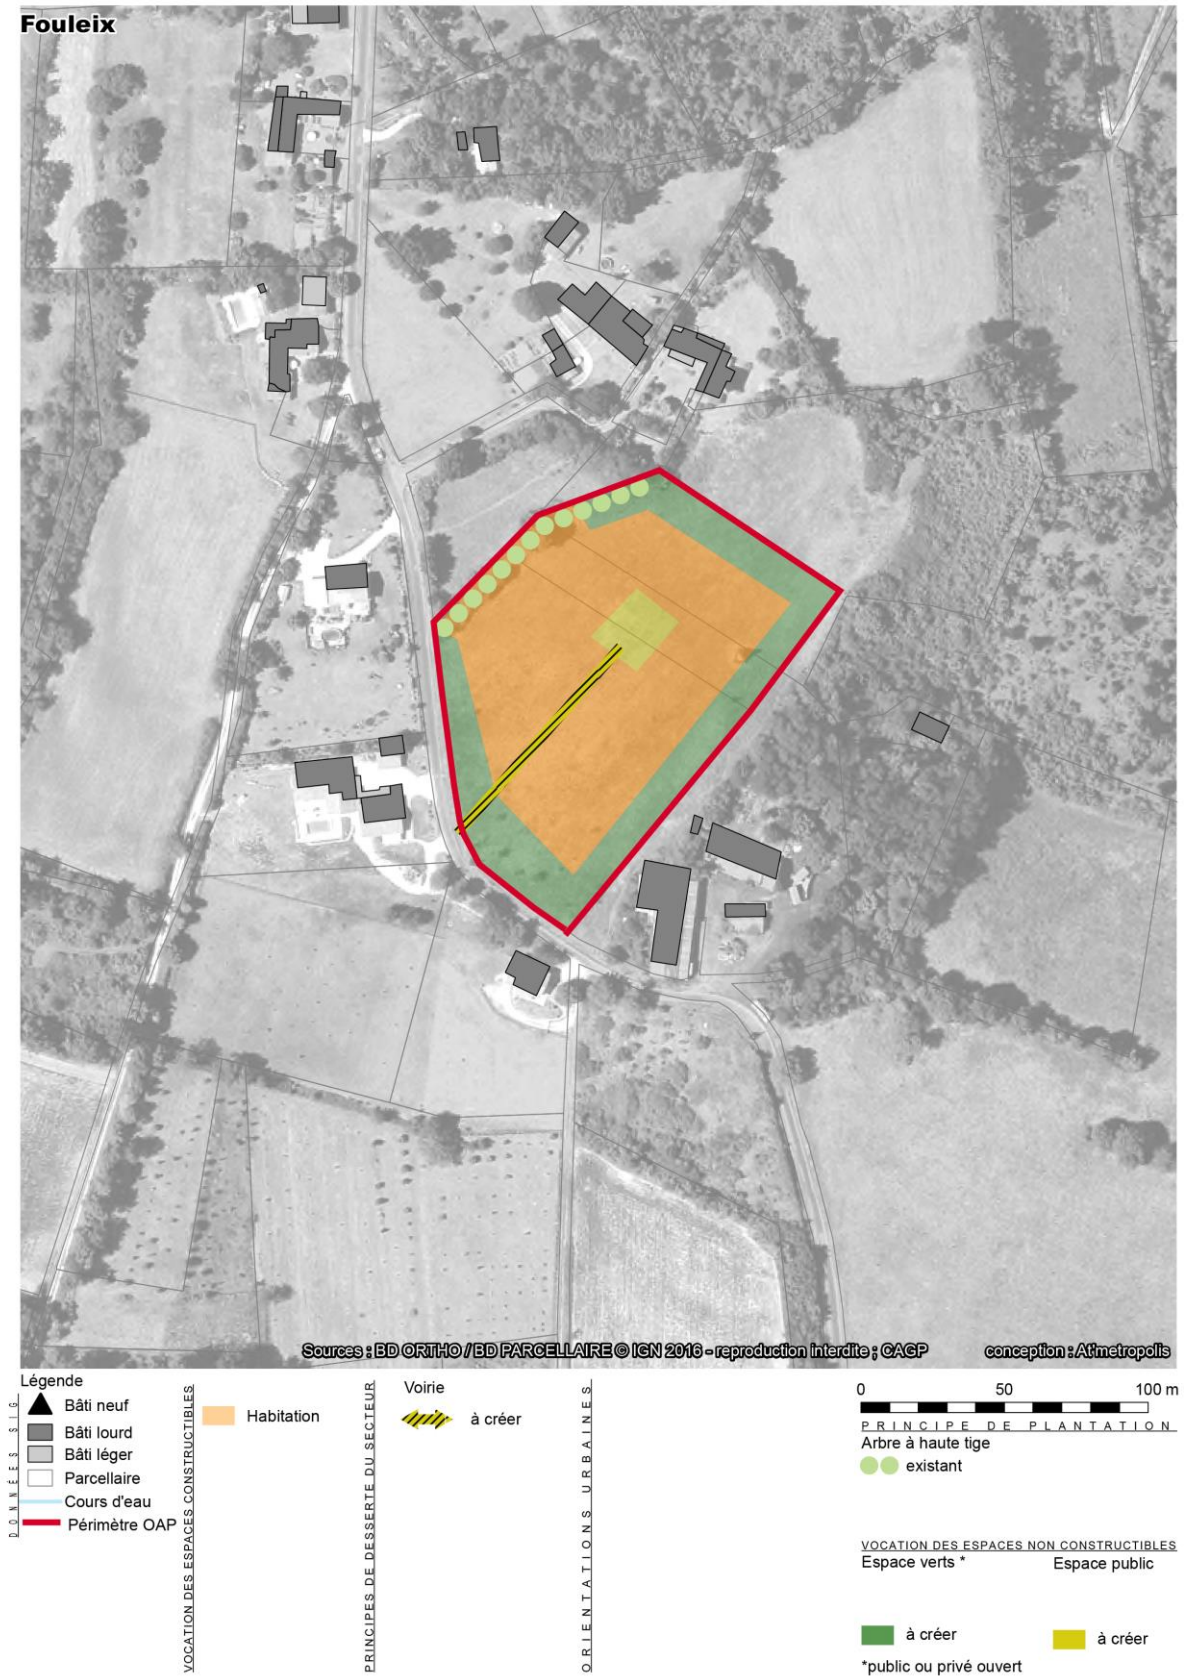 Fouleix
Sources : BD ORTHO / BD PARCELLAIRE © IGN 2016 - reproduction interdite ; CAGP
conception : At'metropolis
Légende
DONNÉES SIG
Bâti neuf
Bâti lourd
Bâti léger
Parcellaire
Cours d'eau
Périmètre OAP
VOCATION DES ESPACES CONSTRUCTIBLES
Habitation
PRINCIPES DE DESSERTE DU SECTEUR
Voirie
à créer
ORIENTATIONS URBAINES
0 50 100 m
PRINCIPE DE PLANTATION
Arbre à haute tige
existant
VOCATION DES ESPACES NON CONSTRUCTIBLES
Espace verts * Espace public
à créer à créer
*public ou privé ouvert